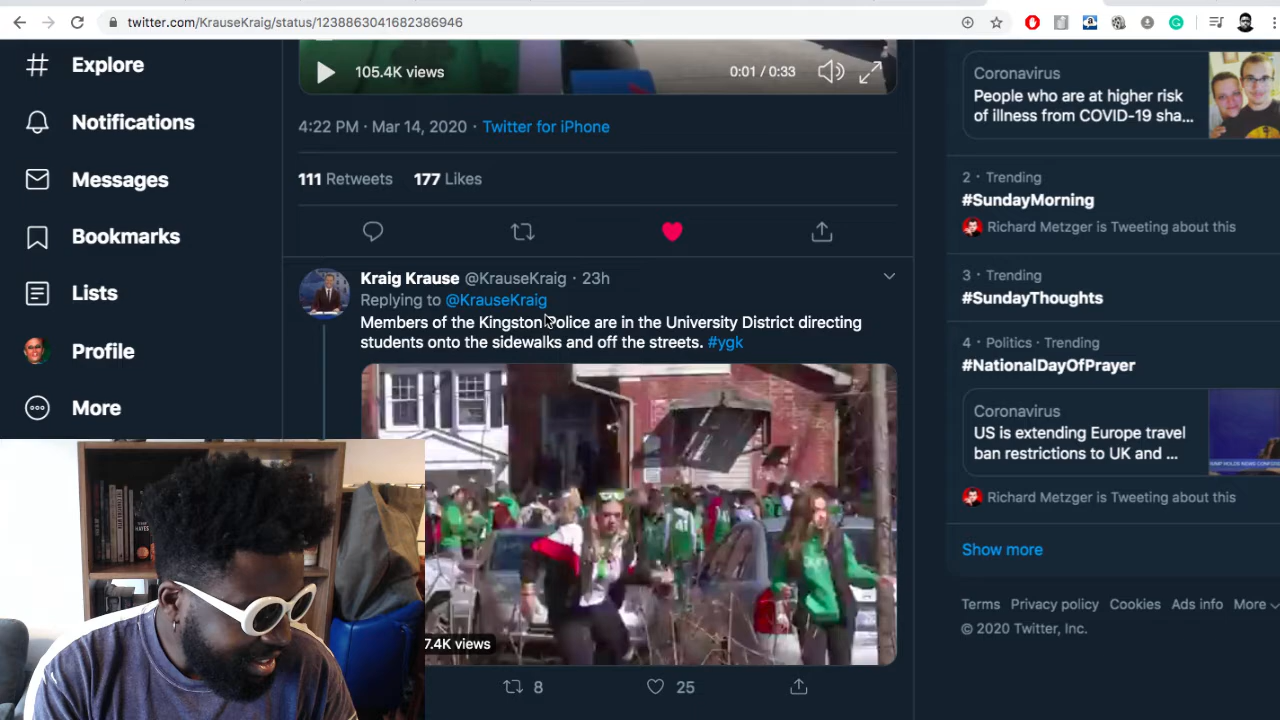 twitter.com/KrauseKraig/status/1238863041682386946
Explore
Notifications
Messages
Bookmarks
Lists
Profile
More
105.4K views
0:01 / 0:33
4:22 PM · Mar 14, 2020 · Twitter for iPhone
111 Retweets 177 Likes
Kraig Krause @KrauseKraig · 23h
Replying to @KrauseKraig
Members of the Kingston Police are in the University District directing
students onto the sidewalks and off the streets. #ygk
7.4K views
8
25
Coronavirus
People who are at higher risk
of illness from COVID-19 sha...
2 · Trending
#SundayMorning
Richard Metzger is Tweeting about this
3 · Trending
#SundayThoughts
4 · Politics · Trending
#NationalDayOfPrayer
Coronavirus
US is extending Europe travel
ban restrictions to UK and ...
Richard Metzger is Tweeting about this
Show more
Terms Privacy policy Cookies Ads info More
© 2020 Twitter, Inc.